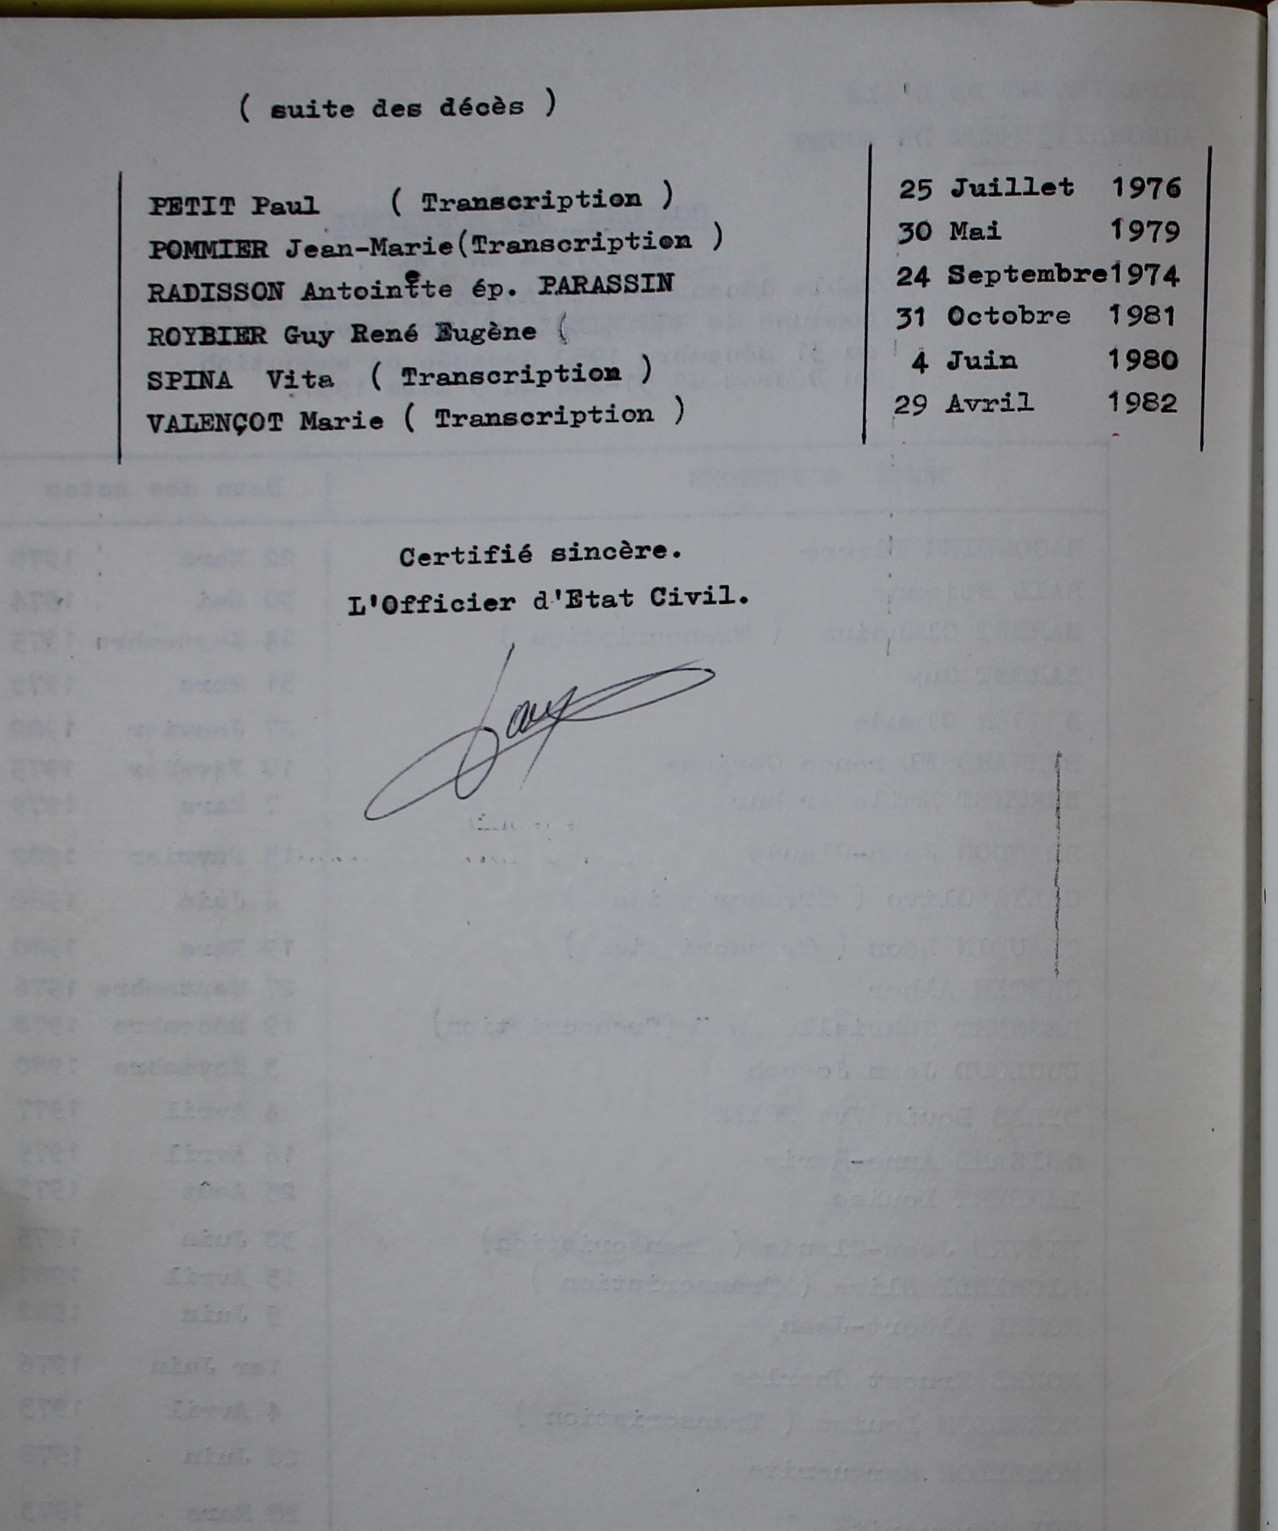 ( suite des décès )
PETIT Paul ( Transcription ) 25 Juillet 1976
POMMIER Jean-Marie(Transcription ) 30 Mai 1979
RADISSON Antoinette ép. PARASSIN 24 Septembre1974
ROYBIER Guy René Eugène ( 31 Octobre 1981
SPINA Vita ( Transcription ) 4 Juin 1980
VALENÇOT Marie ( Transcription ) 29 Avril 1982
Certifié sincère.
L'Officier d'Etat Civil.